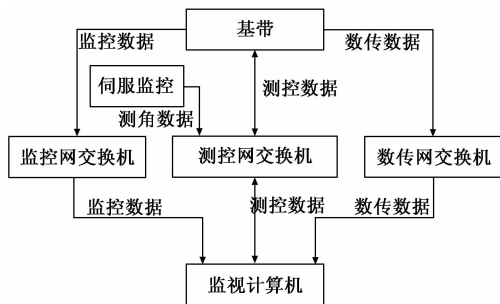 基带
监控数据
数传数据
伺服监控
测控数据
测角数据
监控网交换机
测控网交换机
数传网交换机
监控数据
测控数据
数传数据
监视计算机